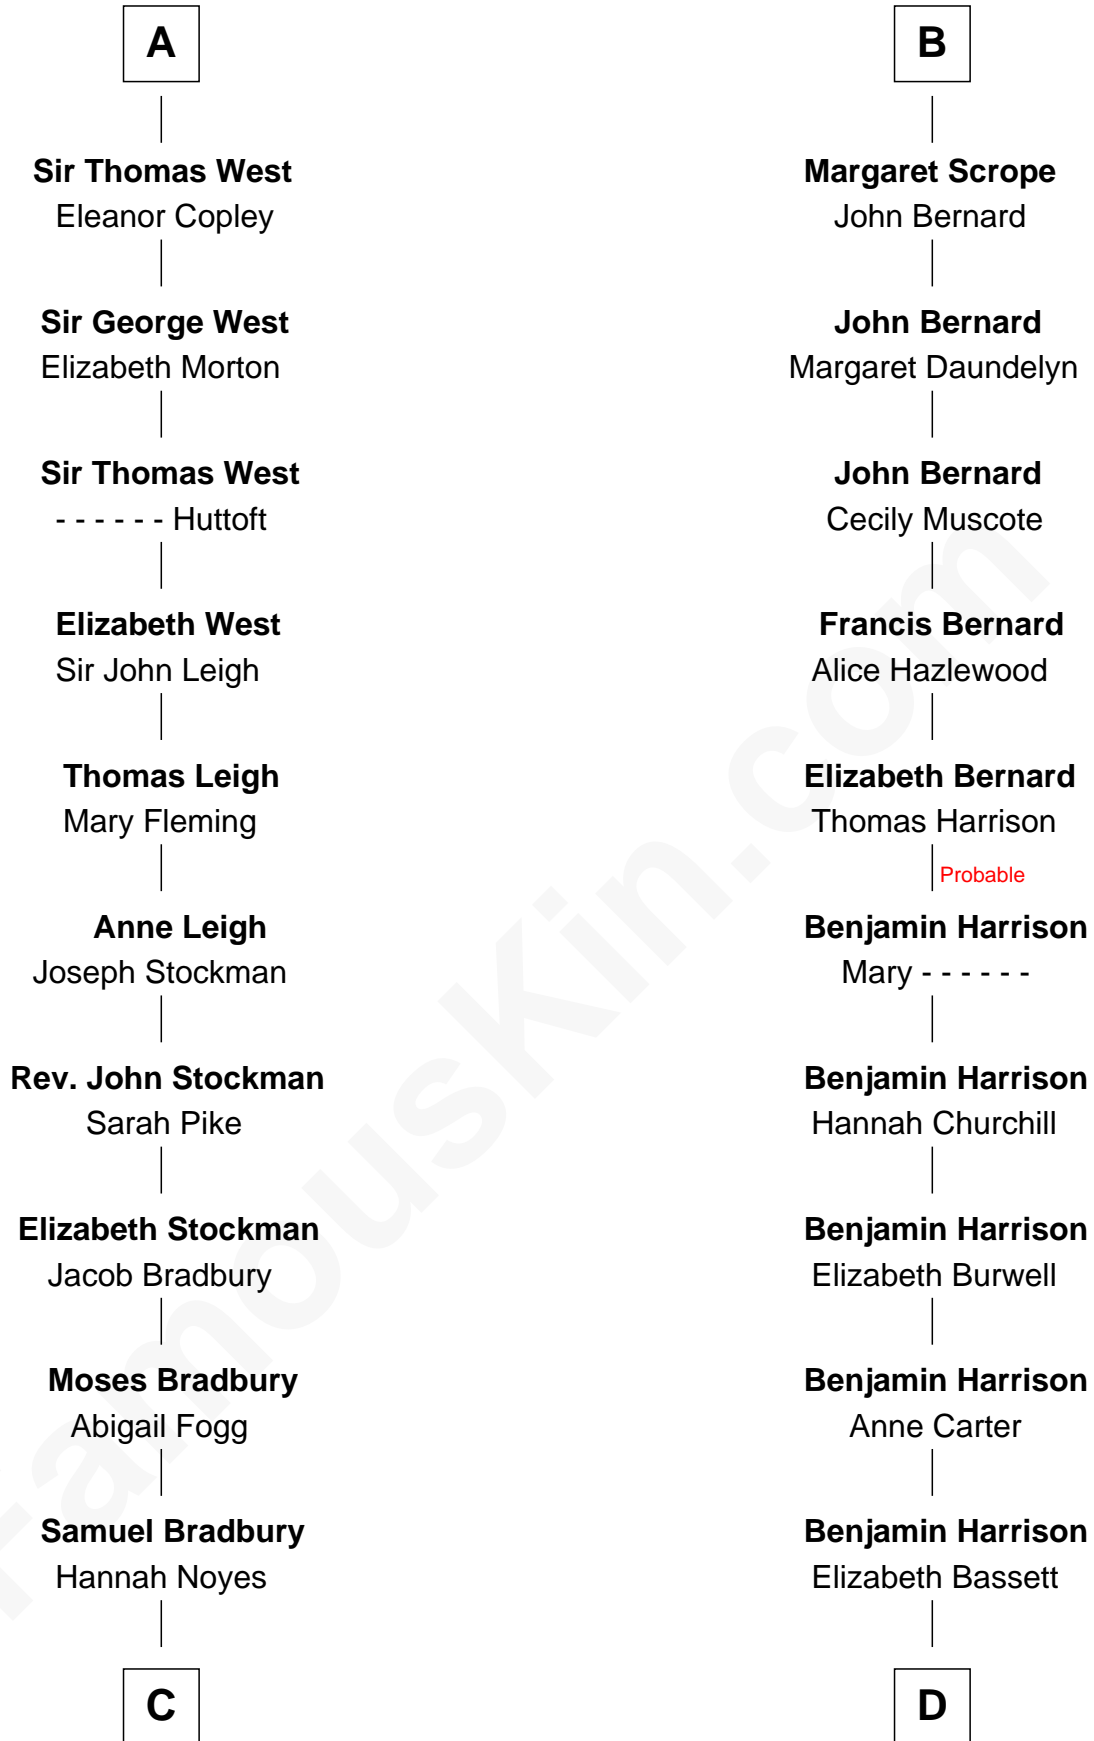 A
Sir Thomas West
Eleanor Copley
Sir George West
Elizabeth Morton
Sir Thomas West
- - - - - - Huttoft
Elizabeth West
Sir John Leigh
Thomas Leigh
Mary Fleming
Anne Leigh
Joseph Stockman
Rev. John Stockman
Sarah Pike
Elizabeth Stockman
Jacob Bradbury
Moses Bradbury
Abigail Fogg
Samuel Bradbury
Hannah Noyes
C
B
Margaret Scrope
John Bernard
John Bernard
Margaret Daundelyn
John Bernard
Cecily Muscote
Francis Bernard
Alice Hazlewood
Elizabeth Bernard
Thomas Harrison
Probable
Benjamin Harrison
Mary - - - - - -
Benjamin Harrison
Hannah Churchill
Benjamin Harrison
Elizabeth Burwell
Benjamin Harrison
Anne Carter
Benjamin Harrison
Elizabeth Bassett
D
FamousKin.com